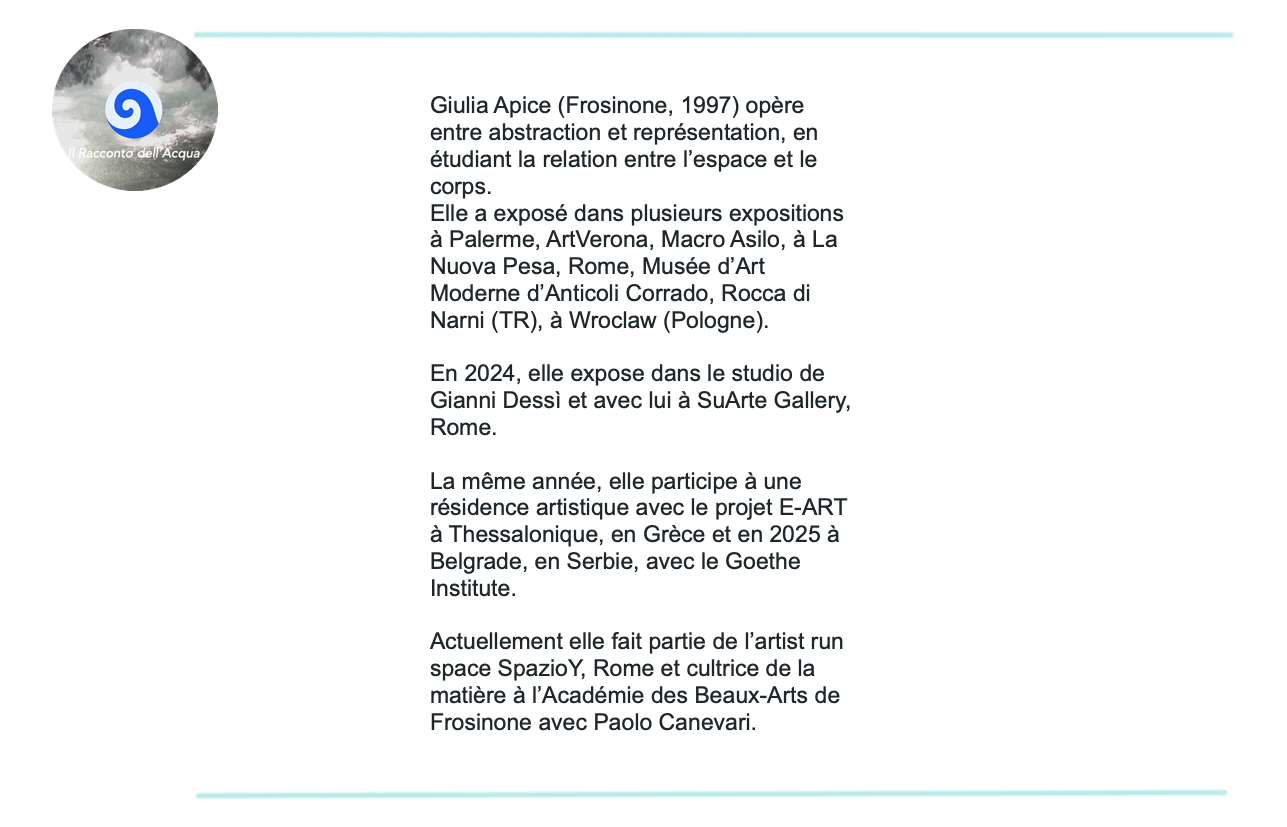 Il Racconto dell'Acqua
Giulia Apice (Frosinone, 1997) opère
entre abstraction et représentation, en
étudiant la relation entre l’espace et le
corps.
Elle a exposé dans plusieurs expositions
à Palerme, ArtVerona, Macro Asilo, à La
Nuova Pesa, Rome, Musée d’Art
Moderne d’Anticoli Corrado, Rocca di
Narni (TR), à Wroclaw (Pologne).
En 2024, elle expose dans le studio de
Gianni Dessì et avec lui à SuArte Gallery,
Rome.
La même année, elle participe à une
résidence artistique avec le projet E-ART
à Thessalonique, en Grèce et en 2025 à
Belgrade, en Serbie, avec le Goethe
Institute.
Actuellement elle fait partie de l’artist run
space SpazioY, Rome et cultrice de la
matière à l’Académie des Beaux-Arts de
Frosinone avec Paolo Canevari.